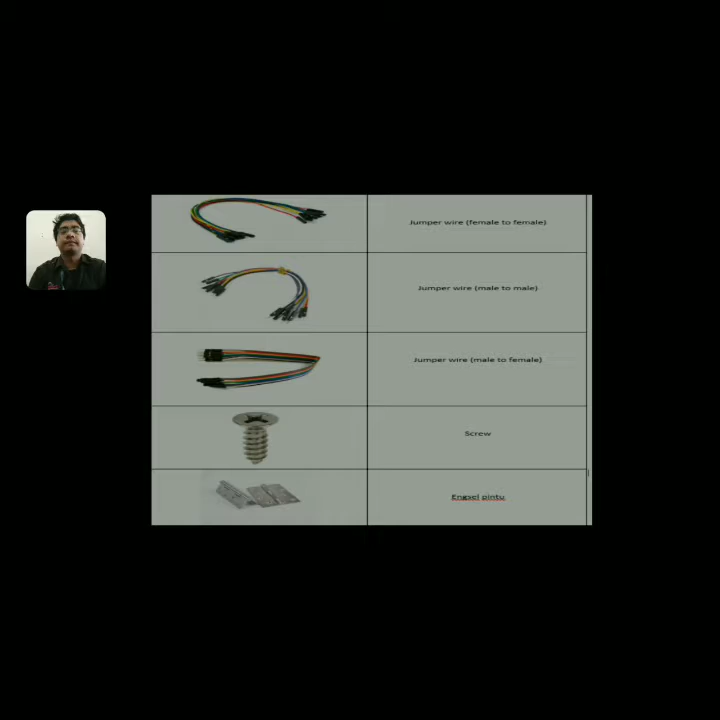 Jumper wire (female to female)
Jumper wire (male to male)
Jumper wire (male to female)
Screw
Engsel pintu